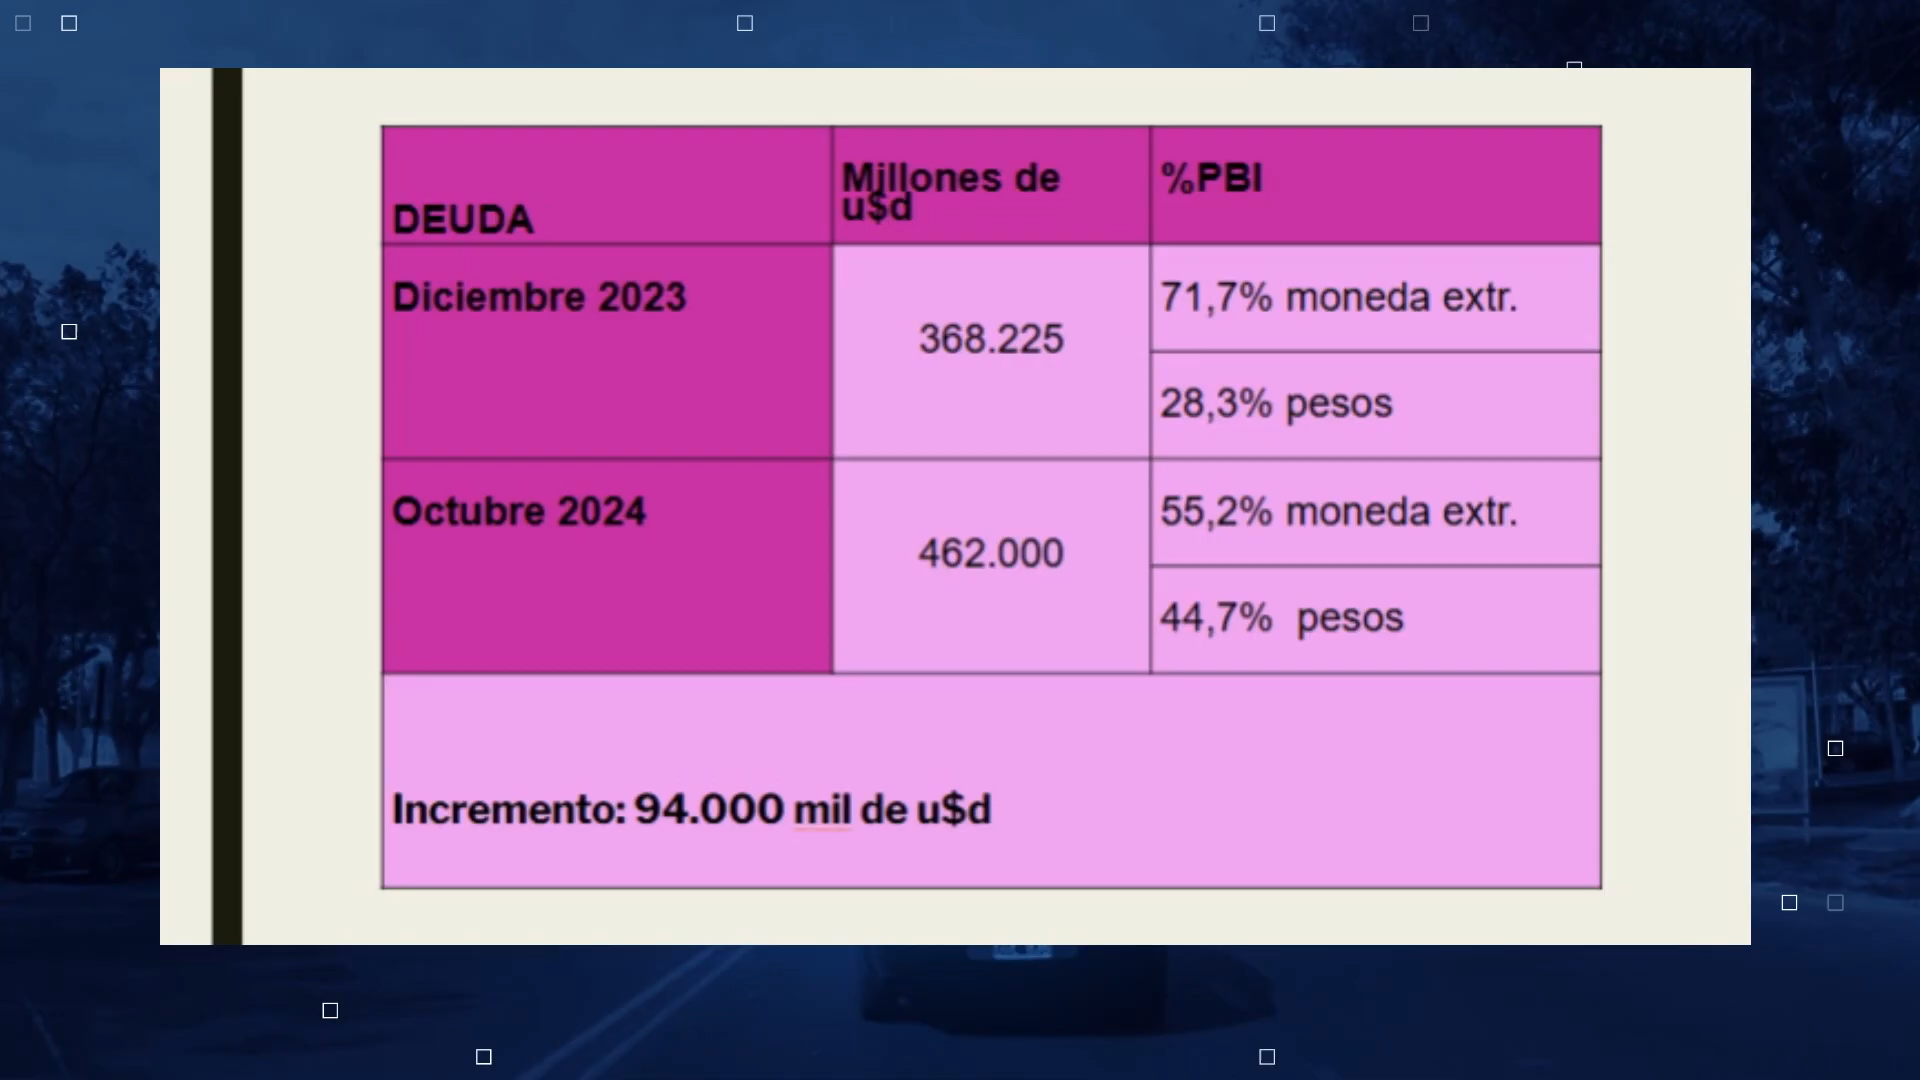 DEUDA
Millones de
u$d
%PBI
Diciembre 2023
368.225
71,7% moneda extr.
28,3% pesos
Octubre 2024
462.000
55,2% moneda extr.
44,7% pesos
Incremento: 94.000 mil de u$d